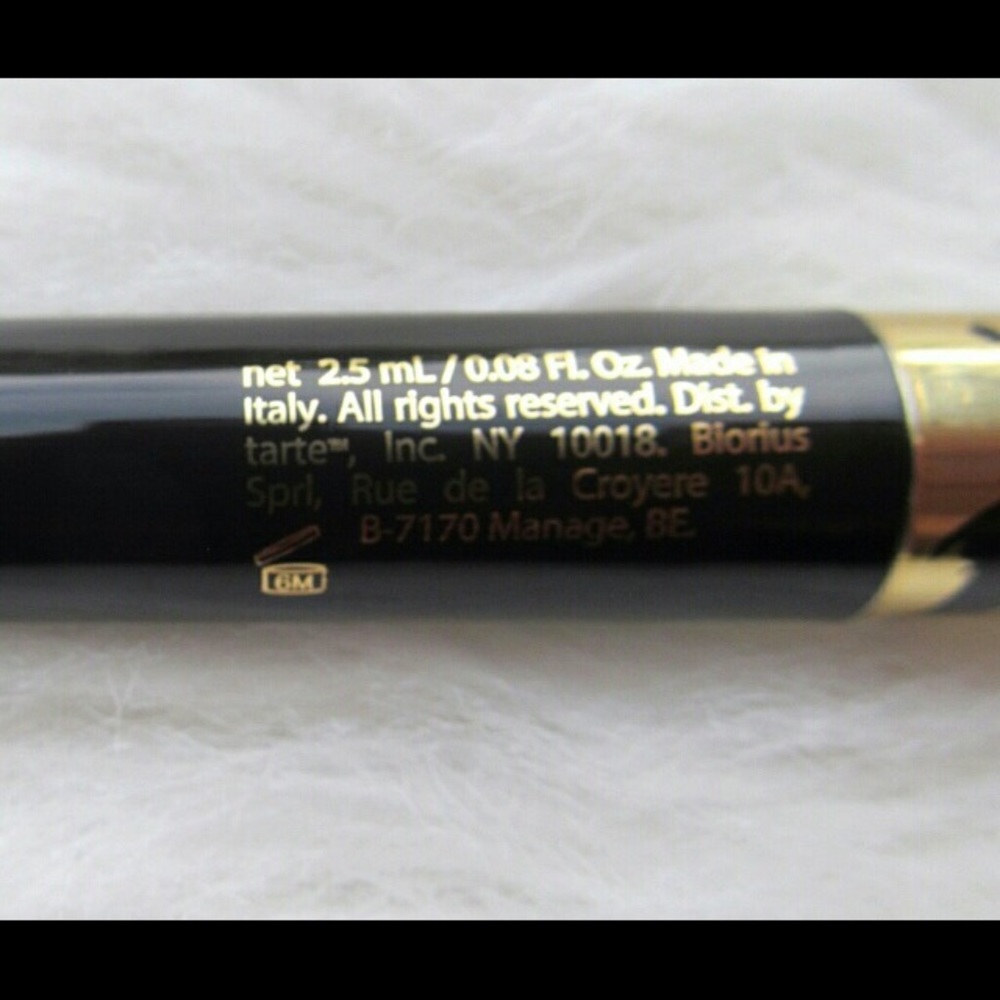 net 2.5 mL / 0.08 Fl. Oz. Made in
Italy. All rights reserved. Dist. by
tarte™, Inc. NY 10018. Biorius
Sprl, Rue de la Croyere 10A,
B-7170 Manage, BE.
6M